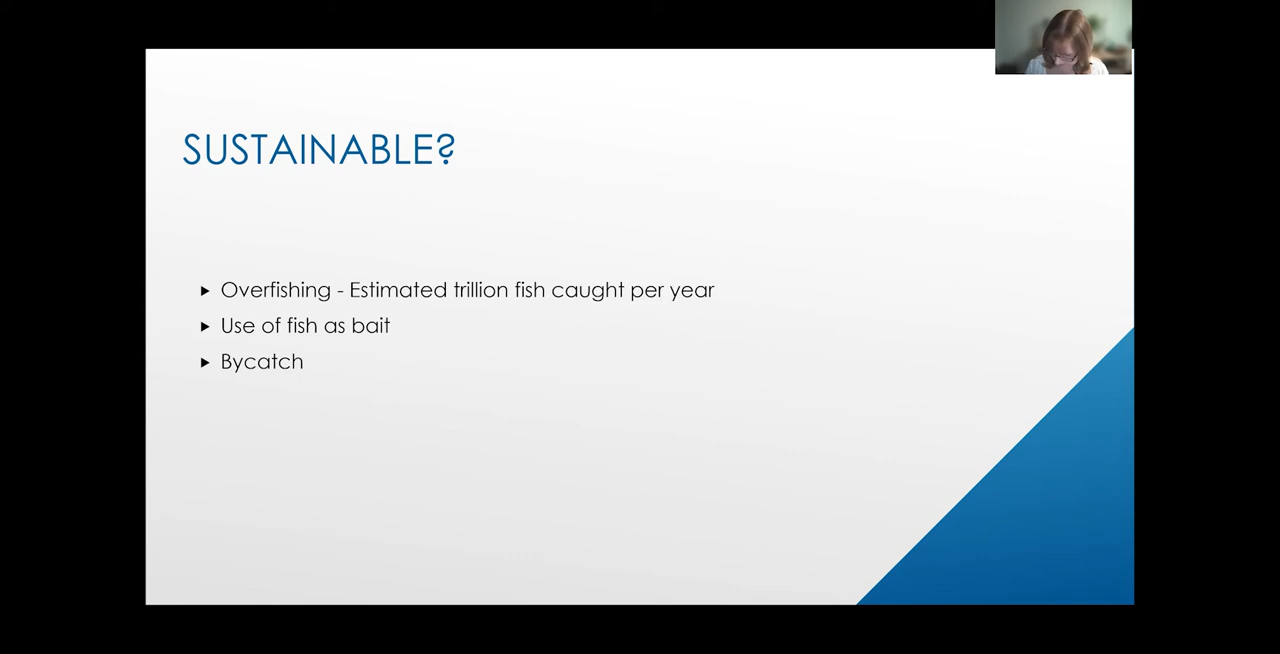 SUSTAINABLE?
Overfishing - Estimated trillion fish caught per year
Use of fish as bait
Bycatch